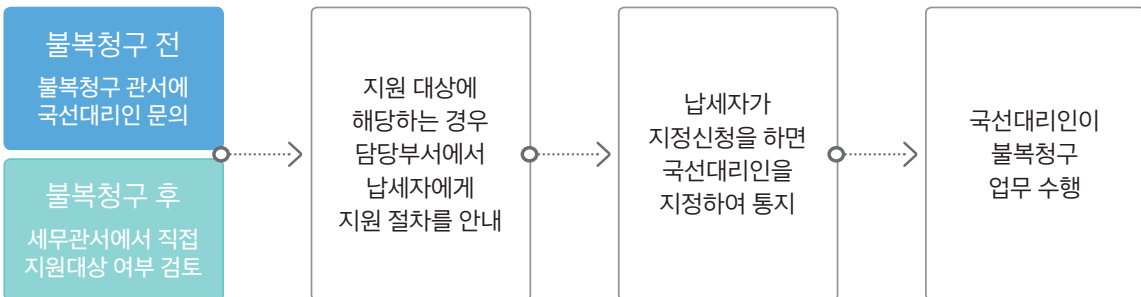 불복청구 전
불복청구 관서에
국선대리인 문의
불복청구 후
세무관서에서 직접
지원대상 여부 검토
지원 대상에
해당하는 경우
담당부서에서
납세자에게
지원 절차를 안내
납세자가
지정신청을 하면
국선대리인을
지정하여 통지
국선대리인이
불복청구
업무 수행